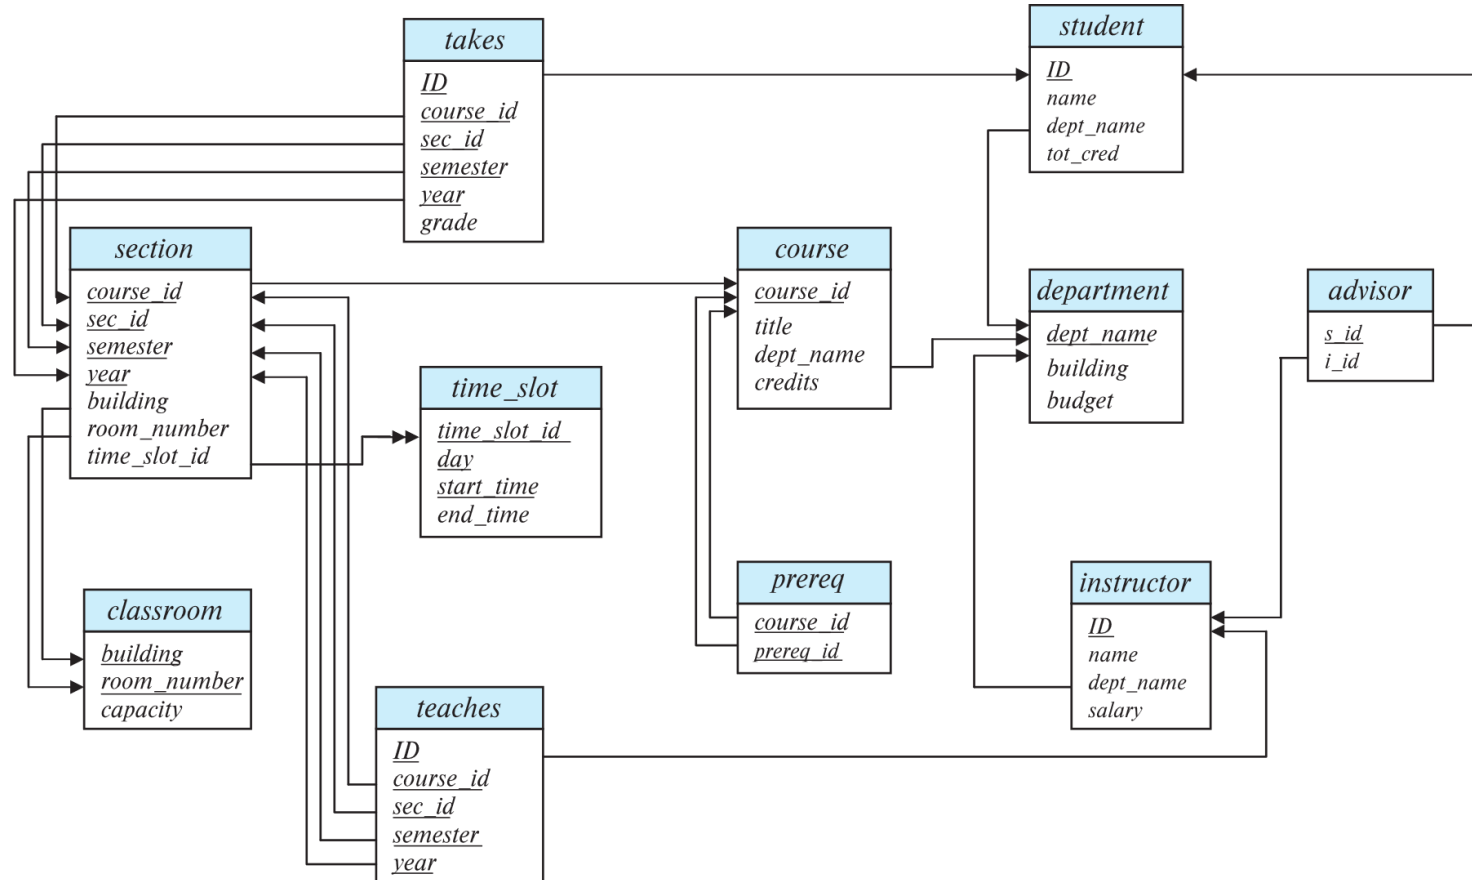 takes
ID
course_id
sec_id
semester
year
grade
student
ID
name
dept_name
tot_cred
section
course_id
sec_id
semester
year
building
room_number
time_slot_id
course
course_id
title
dept_name
credits
department
dept_name
building
budget
advisor
s_id
i_id
time_slot
time_slot_id
day
start_time
end_time
prereq
course_id
prereq_id
instructor
ID
name
dept_name
salary
classroom
building
room_number
capacity
teaches
ID
course_id
sec_id
semester
year